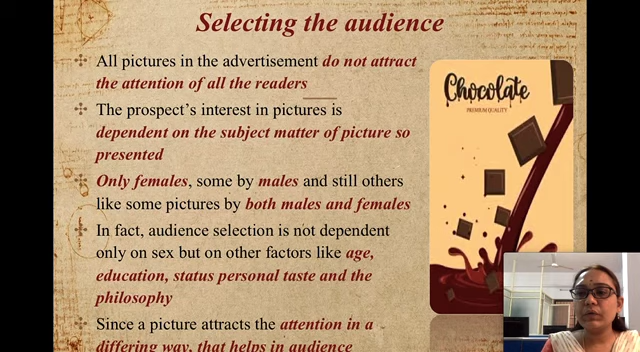 Selecting the audience
All pictures in the advertisement do not attract
the attention of all the readers
The prospect's interest in pictures is
dependent on the subject matter of picture so
presented
Only females, some by males and still others
like some pictures by both males and females
In fact, audience selection is not dependent
only on sex but on other factors like age,
education, status personal taste and the
philosophy
Since a picture attracts the attention in a
differing way, that helps in audience
Chocolate
PREMIUM QUALITY